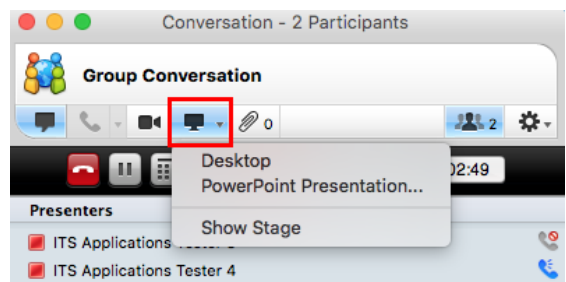 Conversation - 2 Participants
Group Conversation
0
2
Desktop
PowerPoint Presentation...
02:49
Show Stage
Presenters
ITS Applications
ITS Applications Tester 4